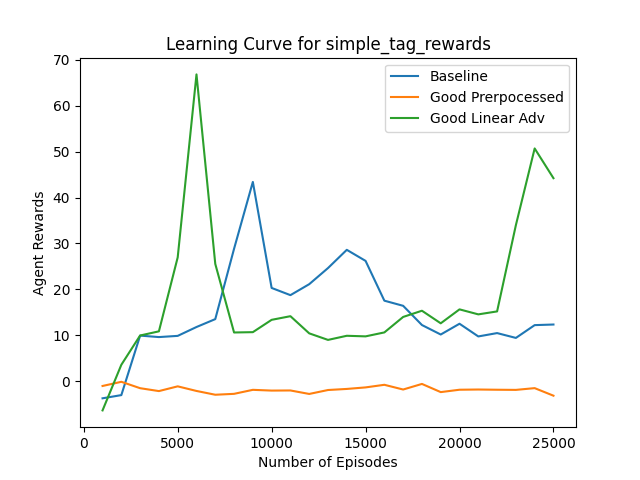 Learning Curve for simple_tag_rewards
70
60
50
40
30
20
10
0
Agent Rewards
Baseline
Good Prerpocessed
Good Linear Adv
0 5000 10000 15000 20000 25000
Number of Episodes